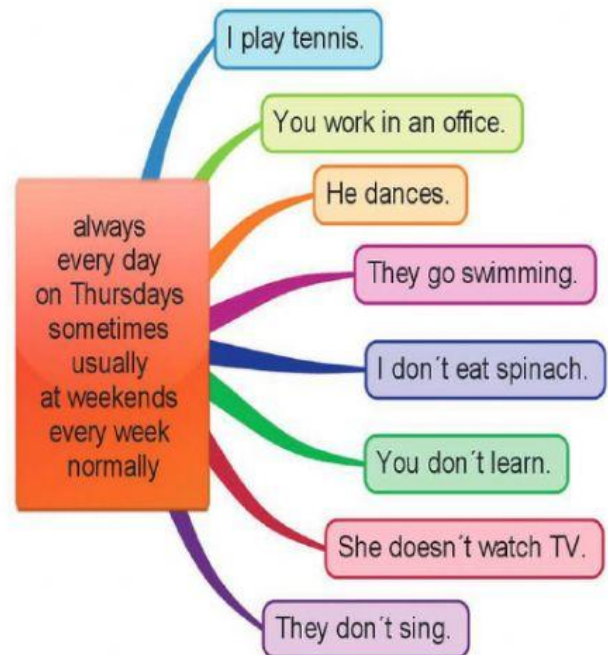 I play tennis.
You work in an office.
He dances.
They go swimming.
always
every day
on Thursdays
sometimes
usually
at weekends
every week
normally
I don´t eat spinach.
You don´t learn.
She doesn´t watch TV.
They don´t sing.